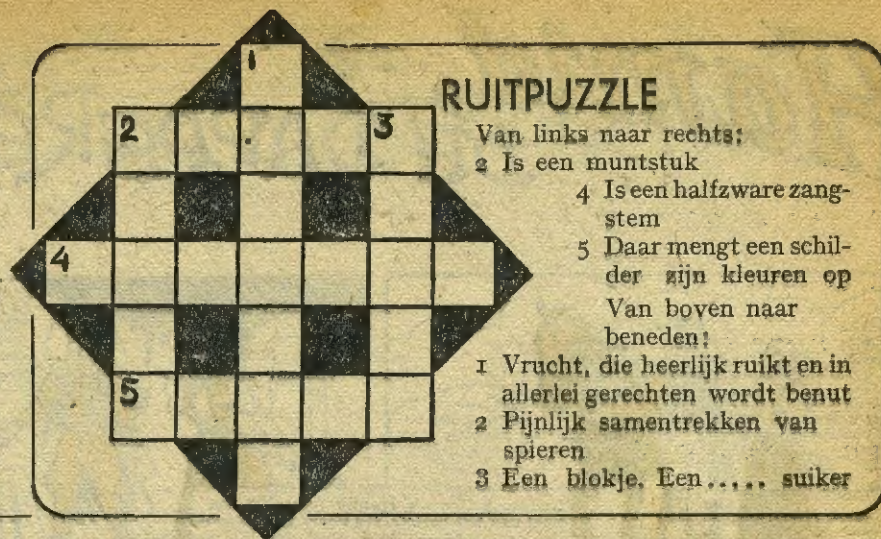 RUITPUZZLE
Van links naar rechts:
2 Is een muntstuk
4 Is een halfzware zang-
stem
5 Daar mengt een schil-
der zijn kleuren op
Van boven naar
beneden:
1 Vrucht, die heerlijk ruikt en in
allerlei gerechten wordt benut
2 Pijnlijk samentrekken van
spieren
3 Een blokje. Een ..... suiker
1
2 3
4
5